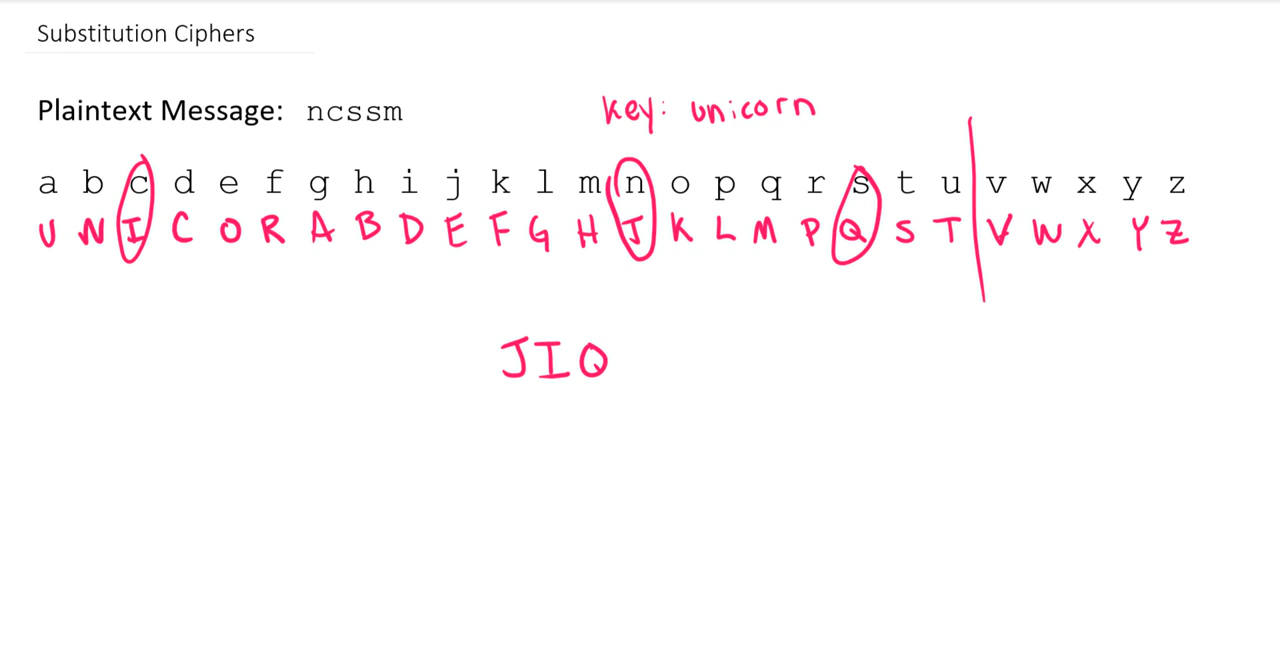 Substitution Ciphers
Plaintext Message: ncssm key: unicorn
a b c d e f g h i j k l m n o p q r s t u v w x y z
U N I C O R A B D E F G H J K L M P Q S T V W X Y Z
JIQ